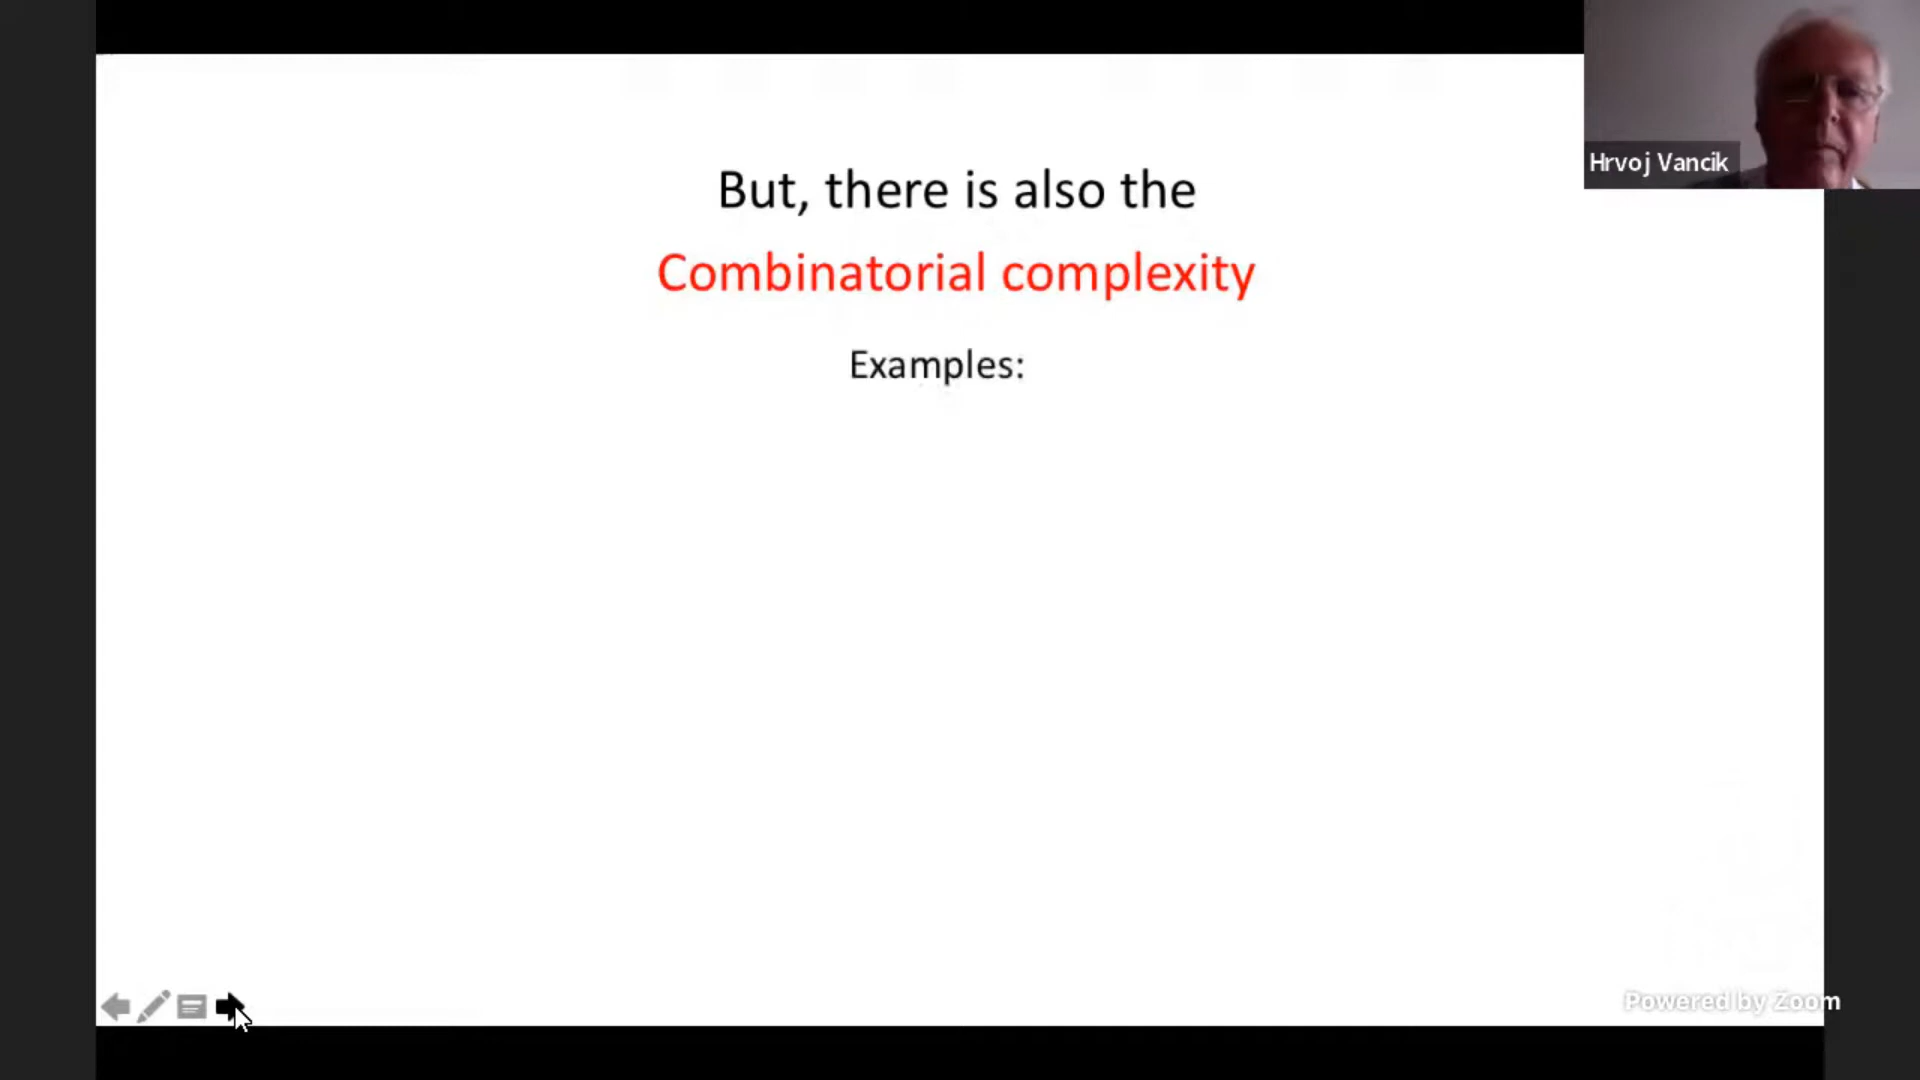 But, there is also the
Combinatorial complexity
Examples:
Hrvoj Vancik
Powered by Zoom